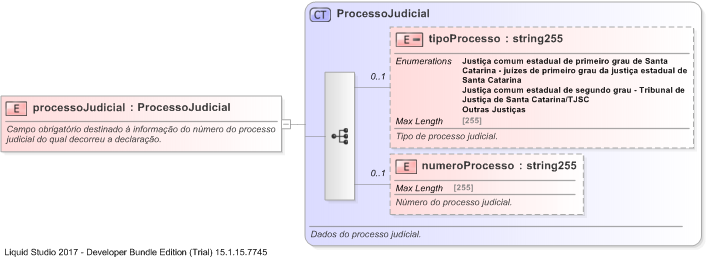 CT ProcessoJudicial
E tipoProcesso : string255
Enumerations Justiça comum estadual de primeiro grau de Santa
Catarina - juízes de primeiro grau da justiça estadual de
Santa Catarina
Justiça comum estadual de segundo grau - Tribunal de
Justiça de Santa Catarina/TJSC
Outras Justiças
Max Length [255]
Tipo de processo judicial.
0..1
E processoJudicial : ProcessoJudicial
Campo obrigatório destinado à informação do número do processo
judicial do qual decorreu a declaração.
0..1
E numeroProcesso : string255
Max Length [255]
Número do processo judicial.
Dados do processo judicial.
Liquid Studio 2017 - Developer Bundle Edition (Trial) 15.1.15.7745